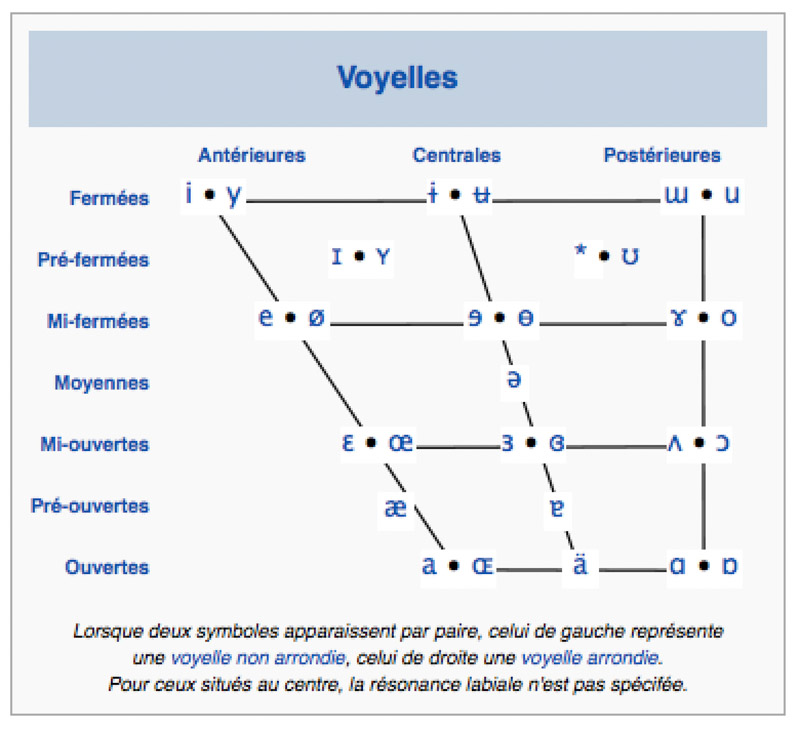 Voyelles
Antérieures Centrales Postérieures
Fermées i • y ɨ • ʉ ɯ • u
Pré-fermées ɪ • ʏ * • ʊ
Mi-fermées e • ø ɘ • ɵ ɤ • o
Moyennes ə
Mi-ouvertes ɛ • œ ɜ • ɞ ʌ • ɔ
Pré-ouvertes æ ɐ
Ouvertes a • ɶ ä ɑ • ɒ
Lorsque deux symboles apparaissent par paire, celui de gauche représente
une voyelle non arrondie, celui de droite une voyelle arrondie.
Pour ceux situés au centre, la résonance labiale n'est pas spécifée.